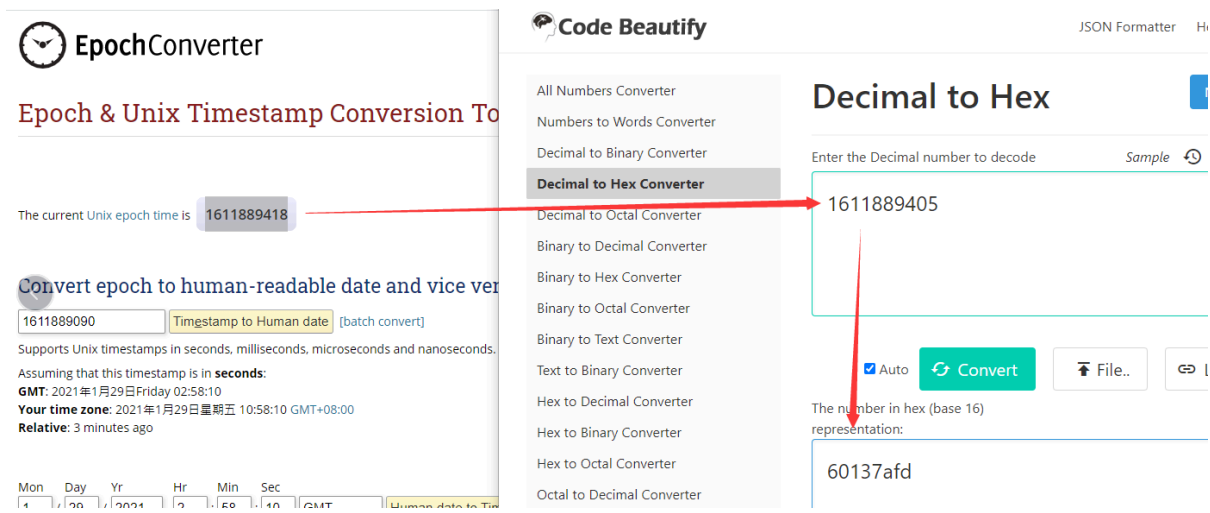 EpochConverter
Epoch & Unix Timestamp Conversion To
The current Unix epoch time is 1611889418
Convert epoch to human-readable date and vice ver
1611889090 Timestamp to Human date [batch convert]
Supports Unix timestamps in seconds, milliseconds, microseconds and nanoseconds.
Assuming that this timestamp is in seconds:
GMT: 2021年1月29日Friday 02:58:10
Your time zone: 2021年1月29日星期五 10:58:10 GMT+08:00
Relative: 3 minutes ago
Mon Day Yr Hr Min Sec
1 / 29 / 2021 2 : 58 : 10 GMT Human date to Tim
Code Beautify
JSON Formatter
All Numbers Converter
Numbers to Words Converter
Decimal to Binary Converter
Decimal to Hex Converter
Decimal to Octal Converter
Binary to Decimal Converter
Binary to Hex Converter
Binary to Octal Converter
Binary to Text Converter
Text to Binary Converter
Hex to Decimal Converter
Hex to Binary Converter
Hex to Octal Converter
Octal to Decimal Converter
Decimal to Hex
Enter the Decimal number to decode Sample
1611889405
Auto Convert File..
The number in hex (base 16)
representation:
60137afd